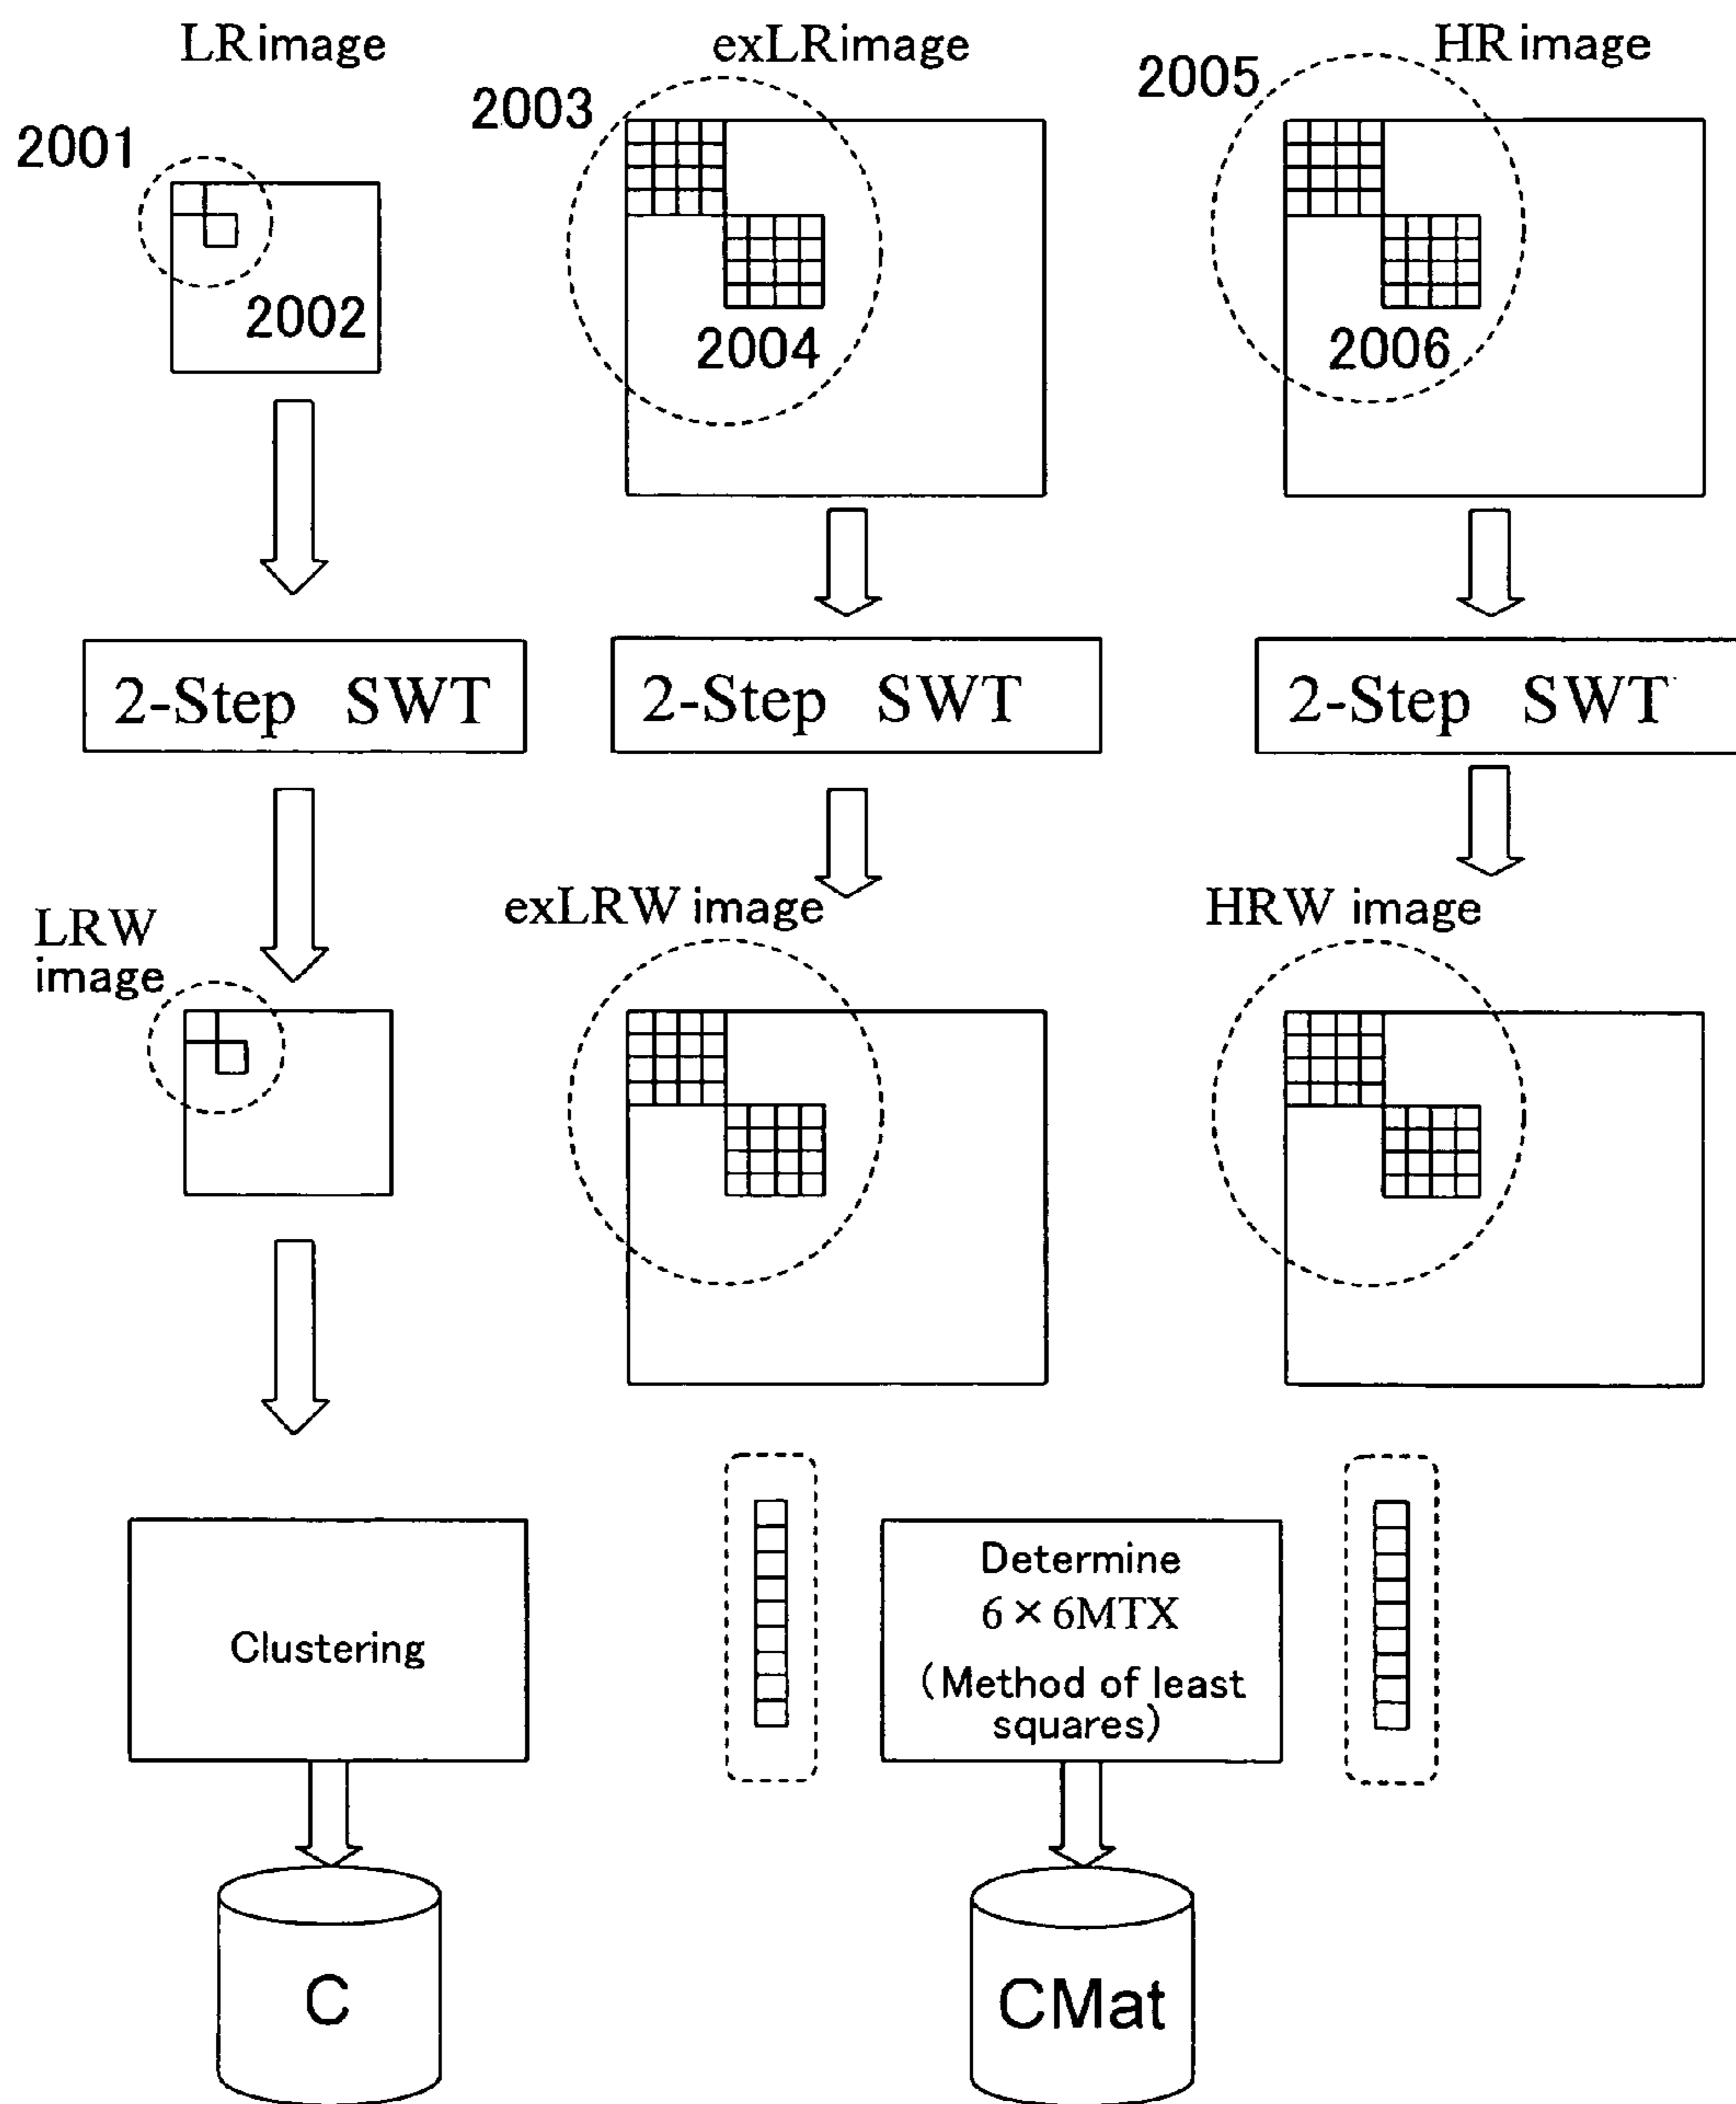 LR image
exLR image
HR image
2001
2003
2005
2002
2004
2006
2-Step SWT
2-Step SWT
2-Step SWT
LRW
image
exLRW image
HRW image
Clustering
Determine
6×6MTX
(Method of least
squares)
C
CMat